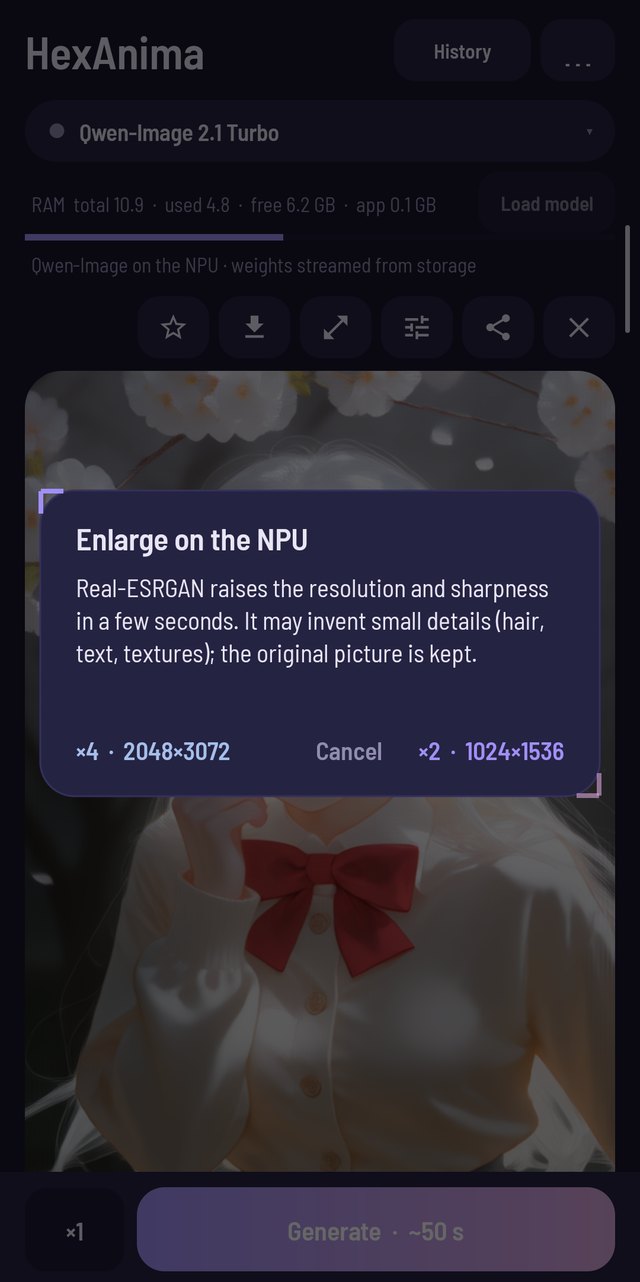 HexAnima
History
...
Qwen-Image 2.1 Turbo
RAM total 10.9 · used 4.8 · free 6.2 GB · app 0.1 GB
Load model
Qwen-Image on the NPU · weights streamed from storage
Enlarge on the NPU
Real-ESRGAN raises the resolution and sharpness
in a few seconds. It may invent small details (hair,
text, textures); the original picture is kept.
×4 · 2048×3072
Cancel
×2 · 1024×1536
×1
Generate · ~50 s